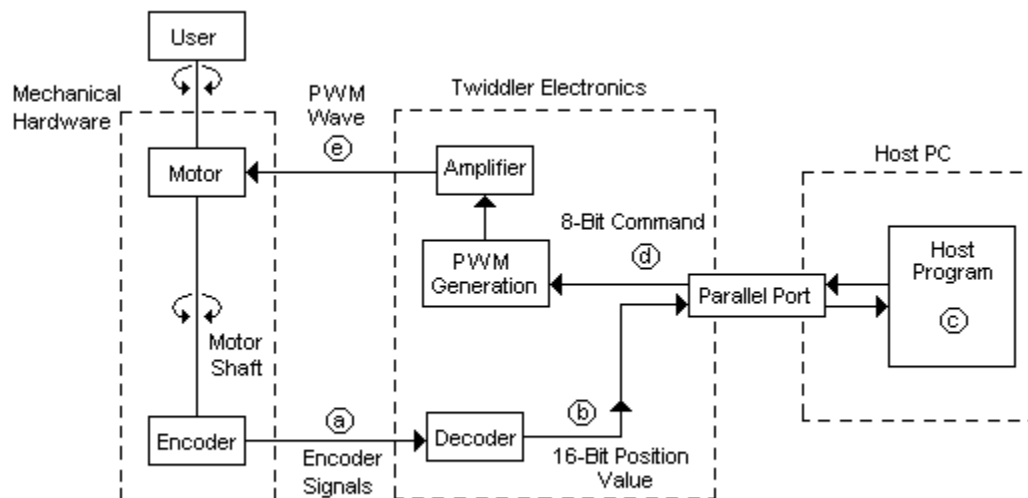 User
Mechanical
Hardware
PWM
Wave
e
Twiddler Electronics
Host PC
Motor
Amplifier
8-Bit Command
d
PWM
Generation
Parallel Port
Host
Program
c
Motor
Shaft
Encoder
a
Encoder
Signals
Decoder
b
16-Bit Position
Value